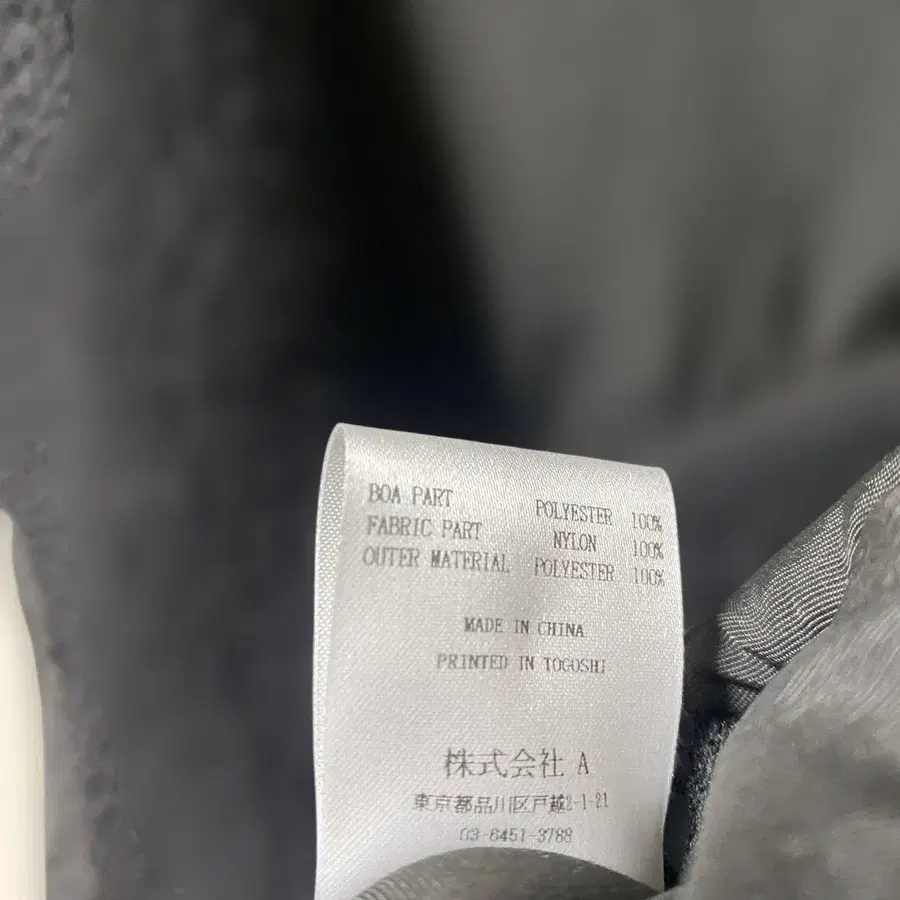 BOA PART POLYESTER 100%
FABRIC PART NYLON 100%
OUTER MATERIAL POLYESTER 100%
MADE IN CHINA
PRINTED IN TOGOSHI
株式会社 A
東京都品川区戸越2-1-21
03-6451-3788